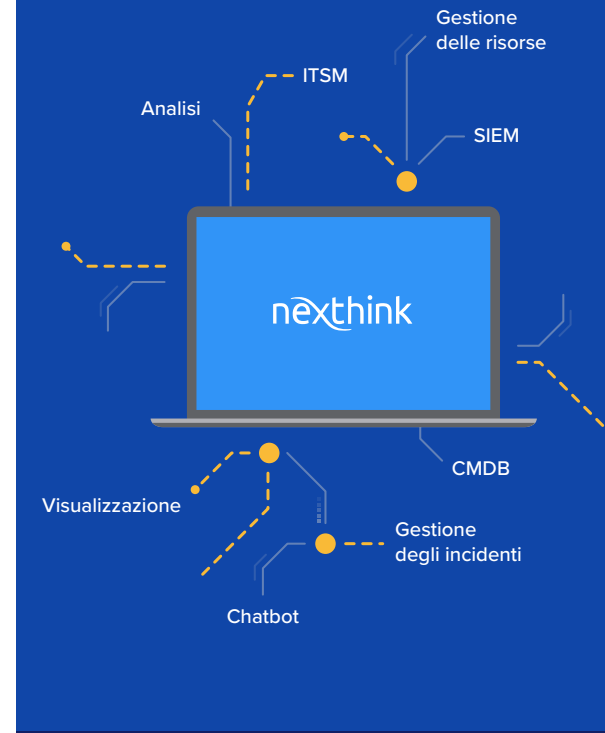 Gestione
delle risorse
ITSM
Analisi
SIEM
nexthink
CMDB
Visualizzazione
Gestione
degli incidenti
Chatbot